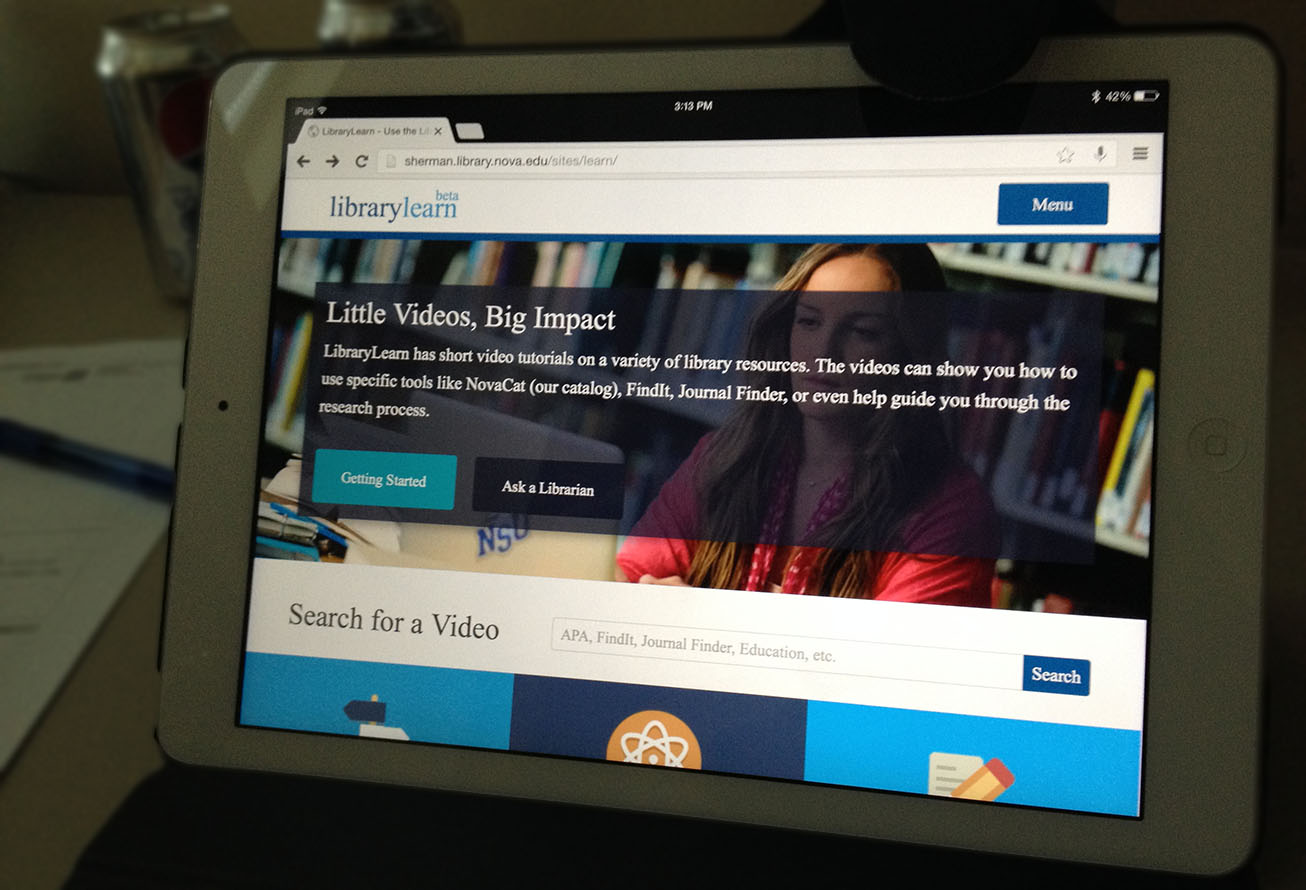 iPad
3:13 PM
42%
LibraryLearn - Use the Li
sherman.library.nova.edu/sites/learn/
beta
librarylearn
Menu
Little Videos, Big Impact
LibraryLearn has short video tutorials on a variety of library resources. The videos can show you how to
use specific tools like NovaCat (our catalog), FindIt, Journal Finder, or even help guide you through the
research process.
Getting Started
Ask a Librarian
NSU
Search for a Video
APA, FindIt, Journal Finder, Education, etc.
Search